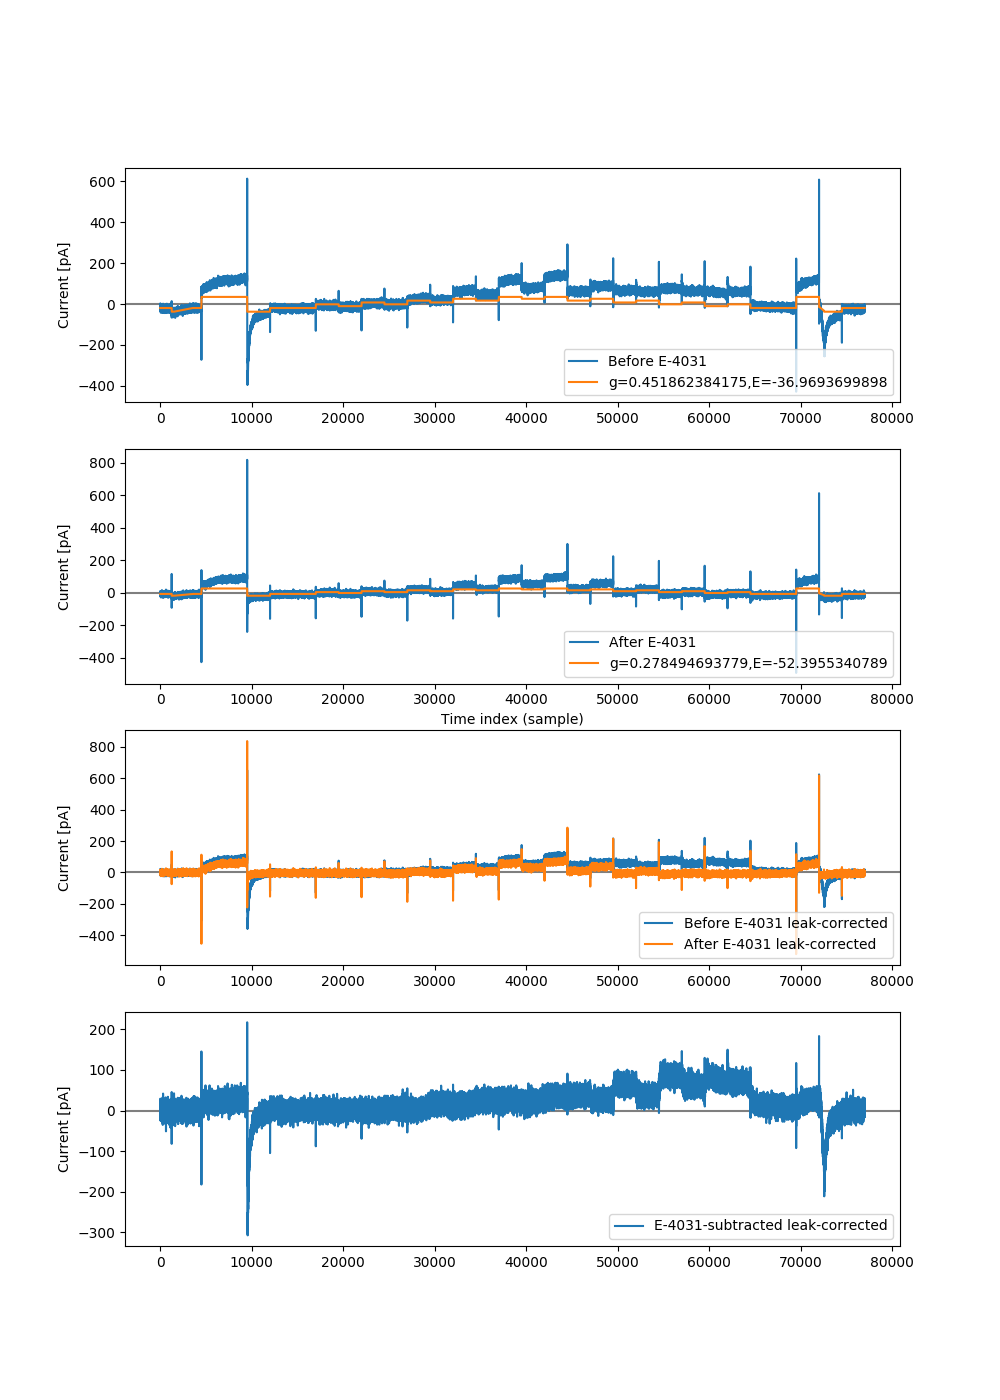 600
400
200
0
−200
−400
Current [pA]
Before E-4031
g=0.451862384175,E=-36.9693699898
0 10000 20000 30000 40000 50000 60000 70000 80000
800
600
400
200
0
−200
−400
Current [pA]
After E-4031
g=0.278494693779,E=-52.3955340789
0 10000 20000 30000 40000 50000 60000 70000 80000
Time index (sample)
800
600
400
200
0
−200
−400
Current [pA]
Before E-4031 leak-corrected
After E-4031 leak-corrected
0 10000 20000 30000 40000 50000 60000 70000 80000
200
100
0
−100
−200
−300
Current [pA]
E-4031-subtracted leak-corrected
0 10000 20000 30000 40000 50000 60000 70000 80000